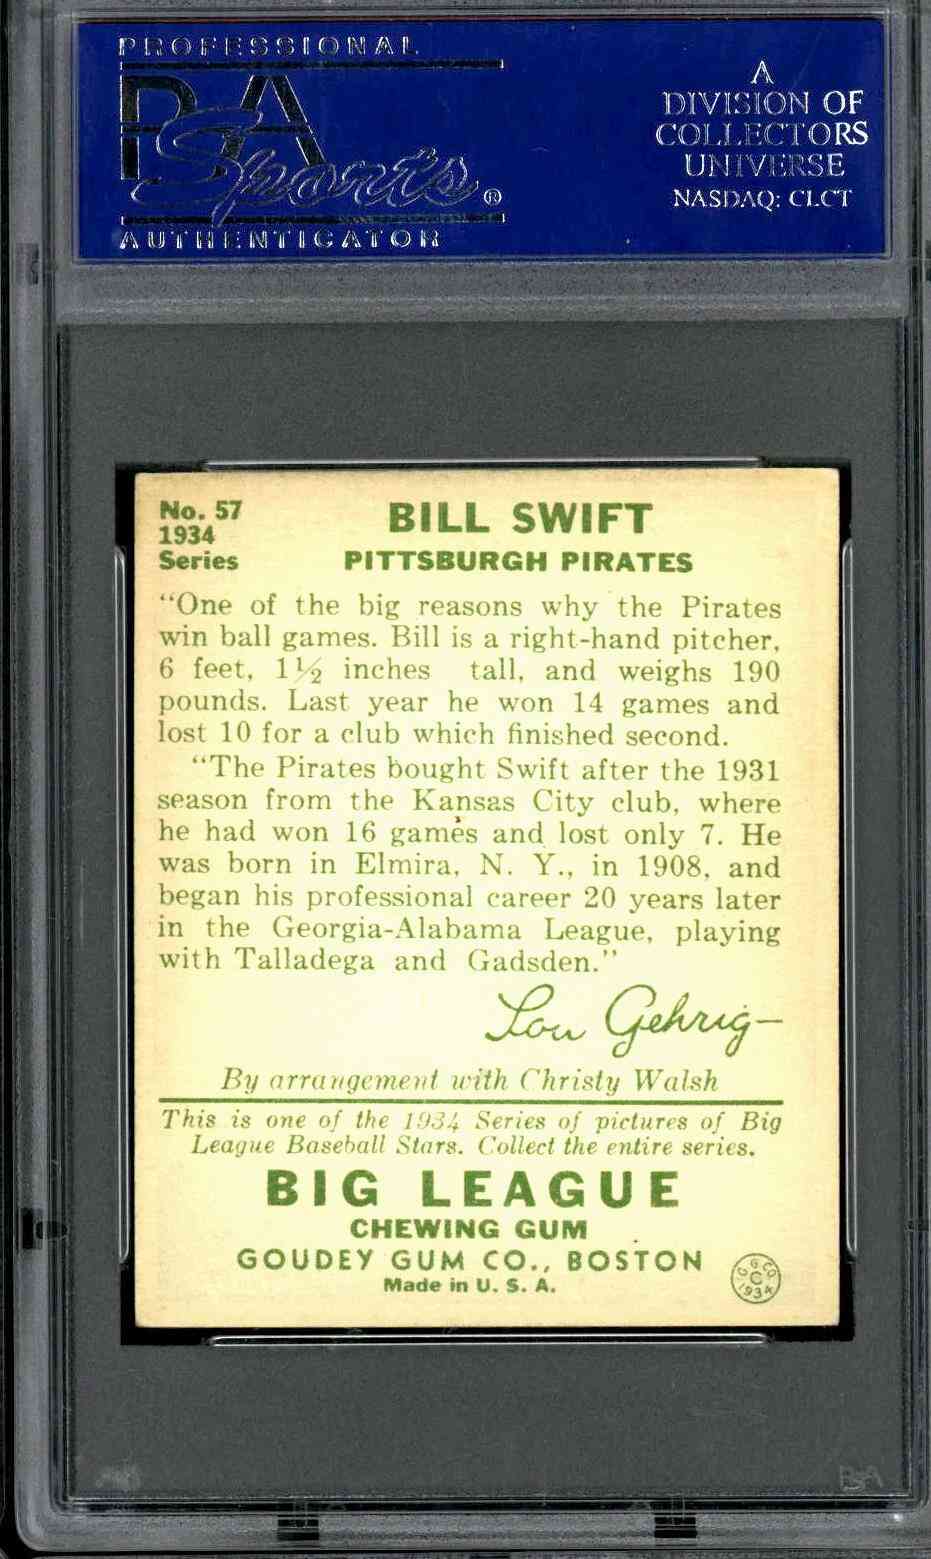 PROFESSIONAL
PSA
Sports®
AUTHENTICATOR
A
DIVISION OF
COLLECTORS
UNIVERSE
NASDAQ: CLCT
No. 57
1934
Series
BILL SWIFT
PITTSBURGH PIRATES
“One of the big reasons why the Pirates
win ball games. Bill is a right-hand pitcher,
6 feet, 1½ inches tall, and weighs 190
pounds. Last year he won 14 games and
lost 10 for a club which finished second.
“The Pirates bought Swift after the 1931
season from the Kansas City club, where
he had won 16 games and lost only 7. He
was born in Elmira, N. Y., in 1908, and
began his professional career 20 years later
in the Georgia-Alabama League, playing
with Talladega and Gadsden.”
Lou Gehrig
By arrangement with Christy Walsh
This is one of the 1934 Series of pictures of Big
League Baseball Stars. Collect the entire series.
BIG LEAGUE
CHEWING GUM
GOUDEY GUM CO., BOSTON
Made in U. S. A.
G. G. CO.
C
1934
PSA